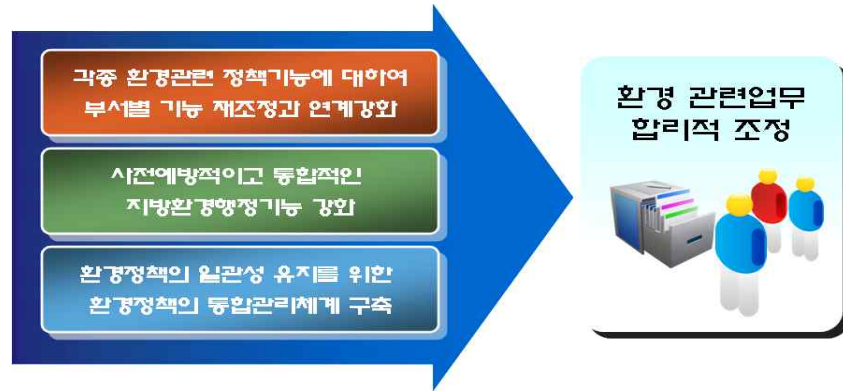 각종 환경관련 정책기능에 대하여
부서별 기능 재조정과 연계강화
사전예방적이고 통합적인
지방환경행정기능 강화
환경정책의 일관성 유지를 위한
환경정책의 통합관리체계 구축
환경 관련업무
합리적 조정